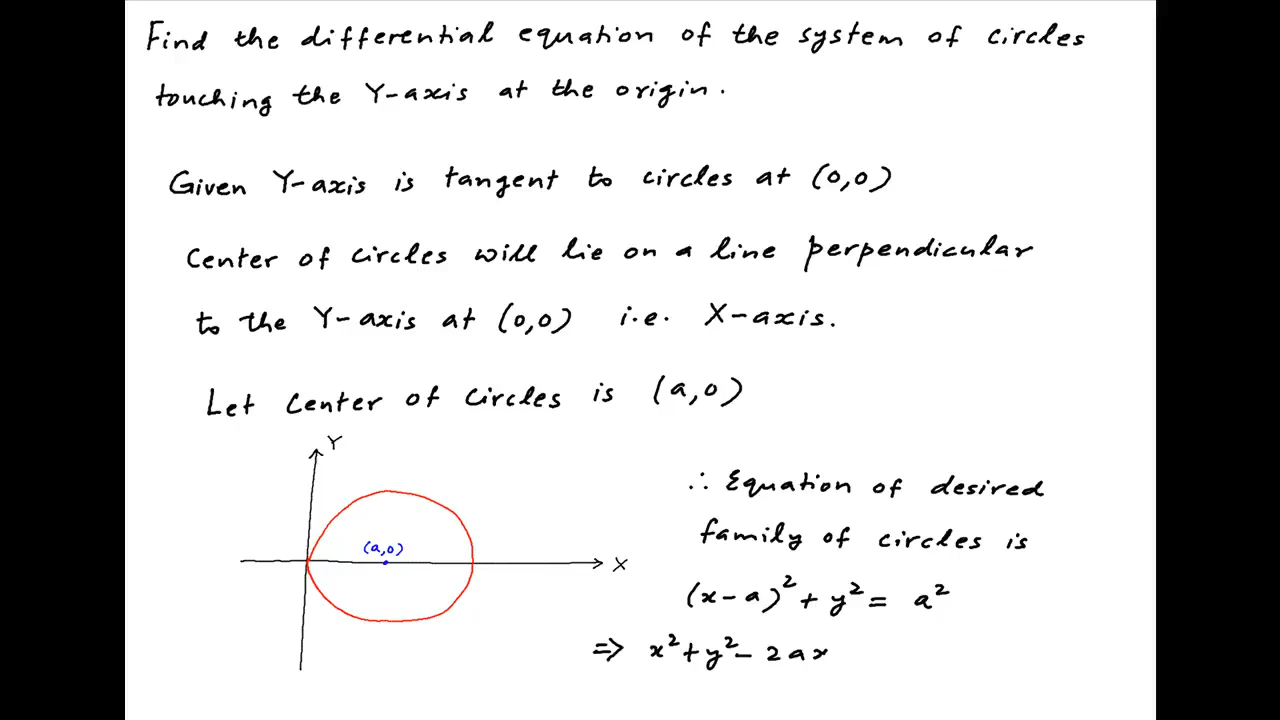 Find the differential equation of the system of circles
touching the Y-axis at the origin.
Given Y-axis is tangent to circles at (0,0)
Center of circles will lie on a line perpendicular
to the Y-axis at (0,0) i.e. X-axis.
Let center of circles is (a,0)
Y
(a,0)
X
∴ Equation of desired
family of circles is
(x-a)² + y² = a²
⇒ x² + y² - 2ax